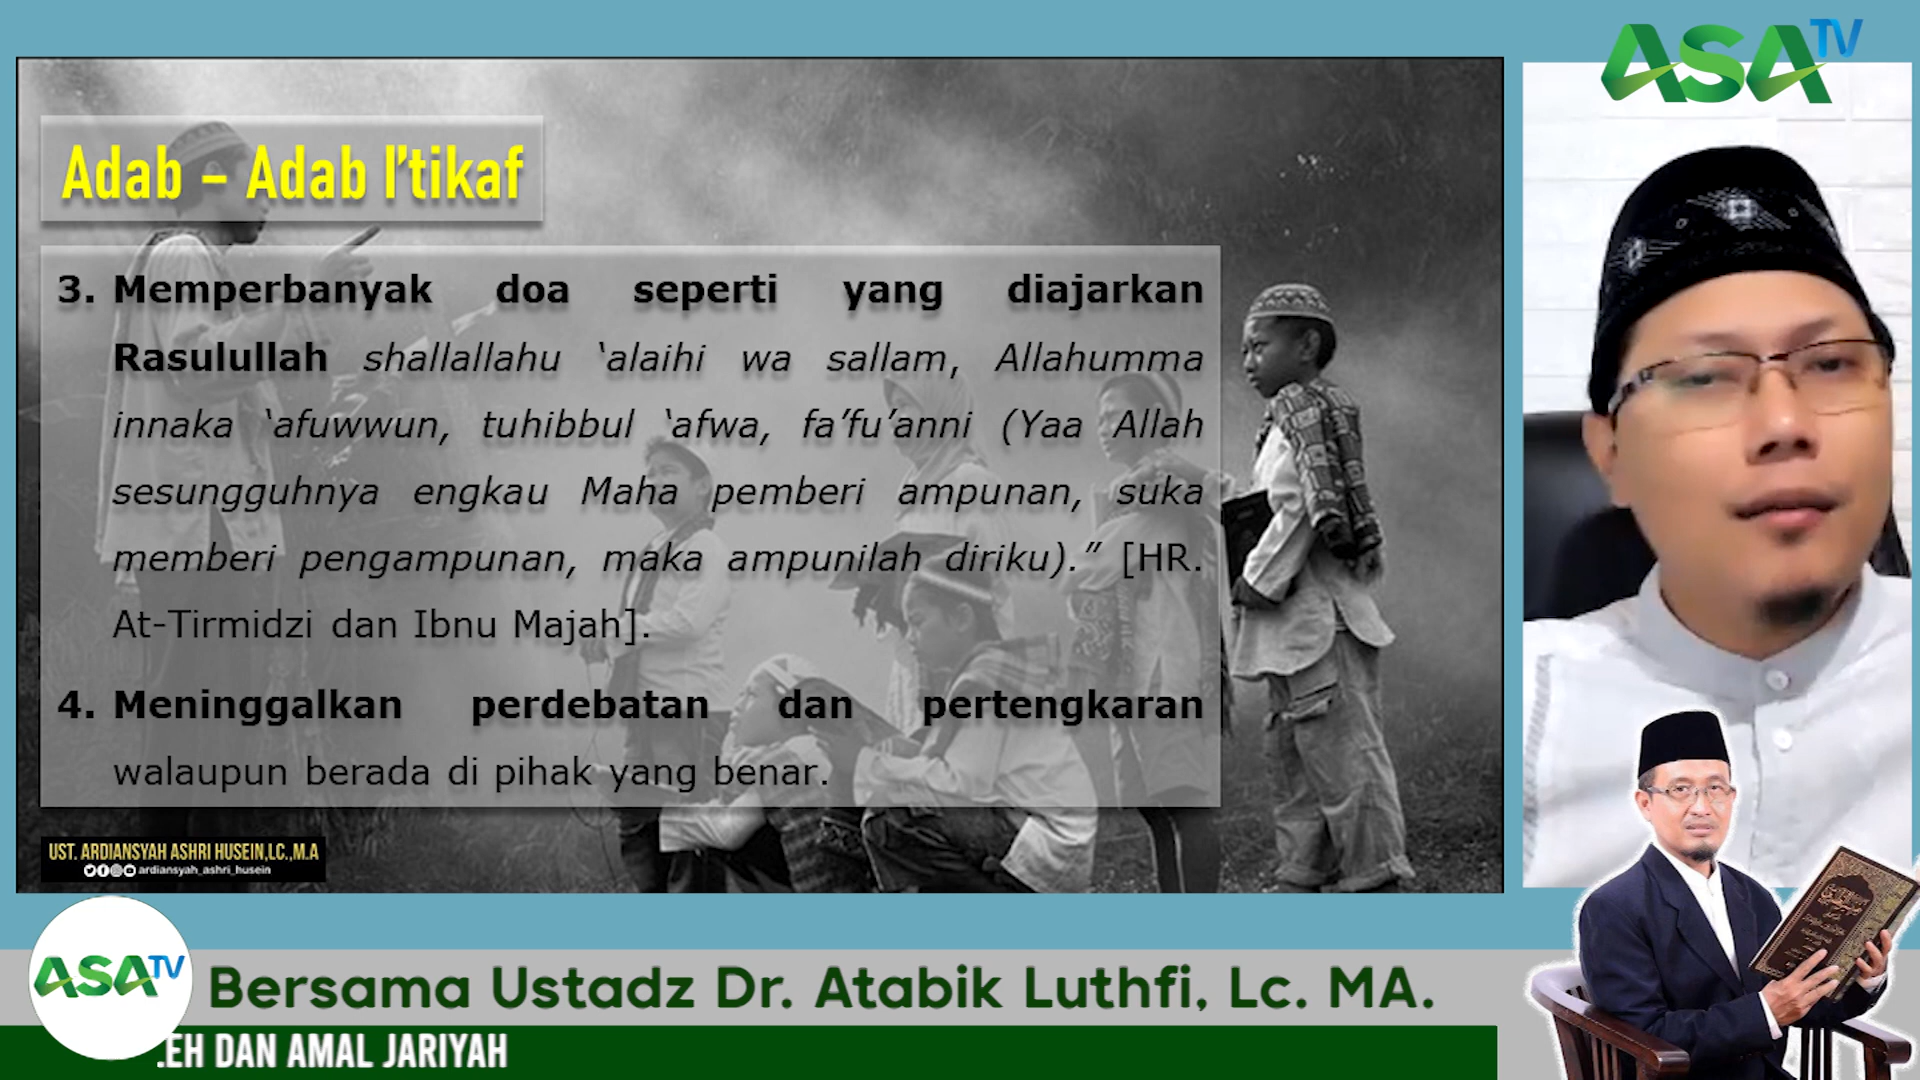 ASA TV
Adab – Adab I'tikaf
3. Memperbanyak doa seperti yang diajarkan
Rasulullah shallallahu ‘alaihi wa sallam, Allahumma
innaka ‘afuwwun, tuhibbul ‘afwa, fa’fu’anni (Yaa Allah
sesungguhnya engkau Maha pemberi ampunan, suka
memberi pengampunan, maka ampunilah diriku).” [HR.
At-Tirmidzi dan Ibnu Majah].
4. Meninggalkan perdebatan dan pertengkaran
walaupun berada di pihak yang benar.
UST. ARDIANSYAH ASHRI HUSEIN,LC.,M.A
ardiansyah_ashri_husein
ASA TV
Bersama Ustadz Dr. Atabik Luthfi, Lc. MA.
.EH DAN AMAL JARIYAH